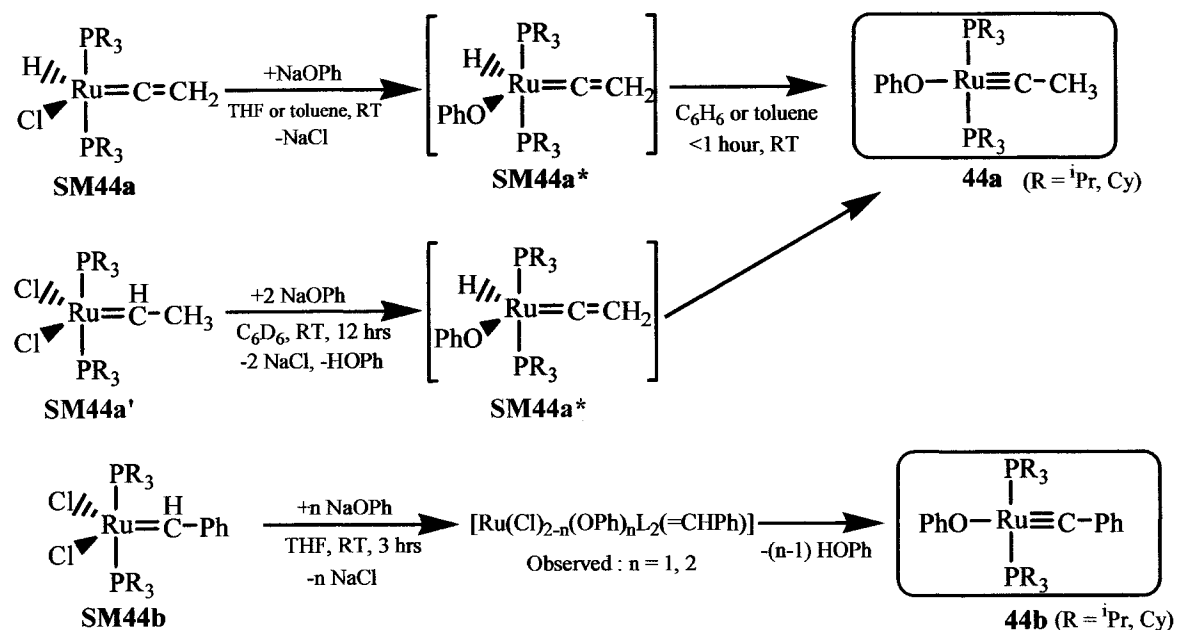 PR3
H
Ru=C=CH2
Cl
PR3
SM44a
+NaOPh
THF or toluene, RT
-NaCl
PR3
H
Ru=C=CH2
PhO
PR3
SM44a*
C6H6 or toluene
<1 hour, RT
PR3
PhO-Ru≡C-CH3
PR3
44a (R = iPr, Cy)
PR3
Cl
H
Ru=C-CH3
Cl
PR3
SM44a'
+2 NaOPh
C6D6, RT, 12 hrs
-2 NaCl, -HOPh
PR3
H
Ru=C=CH2
PhO
PR3
SM44a*
PR3
Cl
H
Ru=C-Ph
Cl
PR3
SM44b
+n NaOPh
THF, RT, 3 hrs
-n NaCl
[Ru(Cl)2-n(OPh)nL2(=CHPh)]
Observed : n = 1, 2
-(n-1) HOPh
PR3
PhO-Ru≡C-Ph
PR3
44b (R = iPr, Cy)